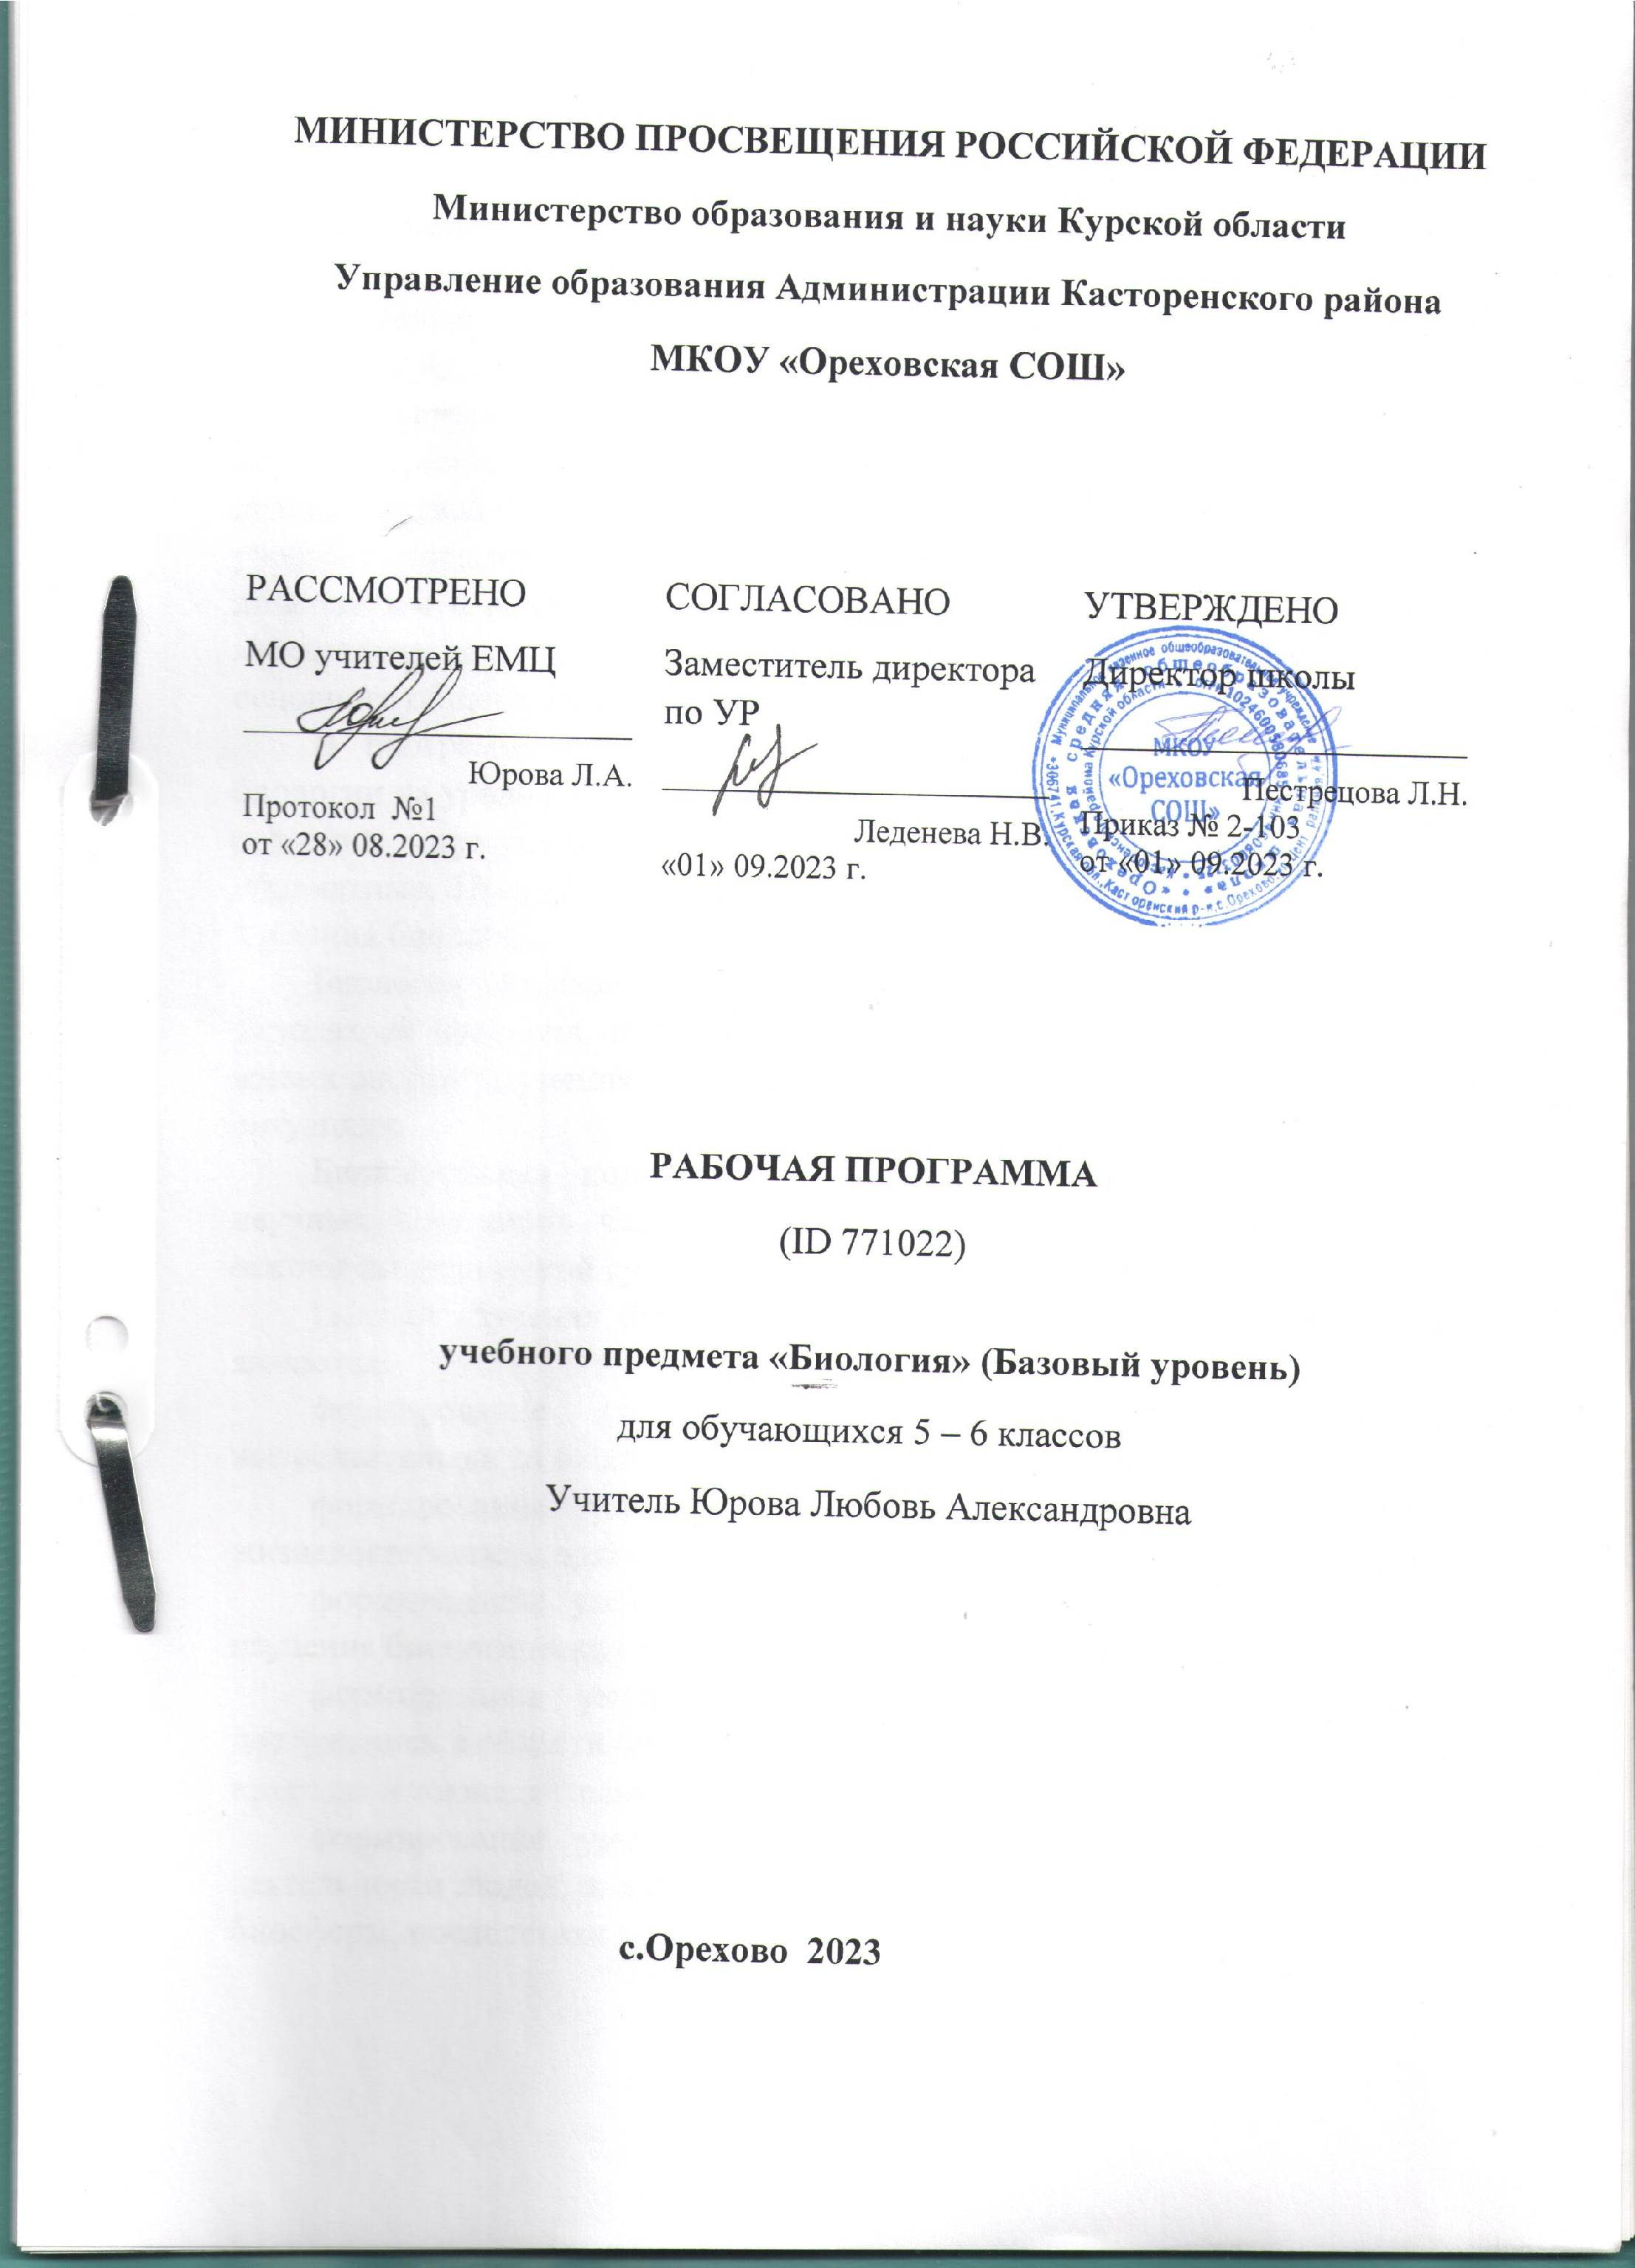 МИНИСТЕРСТВО ПРОСВЕЩЕНИЯ РОССИЙСКОЙ ФЕДЕРАЦИИ
Министерство образования и науки Курской области
Управление образования Администрации Касторенского района
МКОУ «Ореховская СОШ»
РАССМОТРЕНО
МО учителей ЕМЦ
Юрова Л.А.
Протокол №1
от «28» 08.2023 г.
СОГЛАСОВАНО
Заместитель директора
по УР
Леденева Н.В.
«01» 09.2023 г.
УТВЕРЖДЕНО
Директор школы
Пестрецова Л.Н.
Приказ № 2-103
от «01» 09.2023 г.
МКОУ
«Ореховская
СОШ»
РАБОЧАЯ ПРОГРАММА
(ID 771022)
учебного предмета «Биология» (Базовый уровень)
для обучающихся 5 – 6 классов
Учитель Юрова Любовь Александровна
с.Орехово 2023